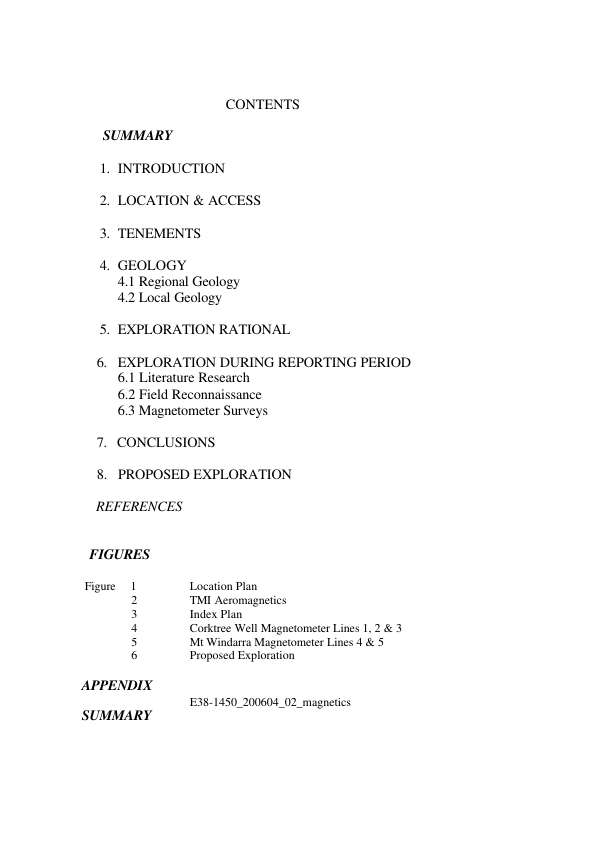 CONTENTS
SUMMARY
1. INTRODUCTION
2. LOCATION & ACCESS
3. TENEMENTS
4. GEOLOGY
4.1 Regional Geology
4.2 Local Geology
5. EXPLORATION RATIONAL
6. EXPLORATION DURING REPORTING PERIOD
6.1 Literature Research
6.2 Field Reconnaissance
6.3 Magnetometer Surveys
7. CONCLUSIONS
8. PROPOSED EXPLORATION
REFERENCES
FIGURES
Figure 1 Location Plan
2 TMI Aeromagnetics
3 Index Plan
4 Corktree Well Magnetometer Lines 1, 2 & 3
5 Mt Windarra Magnetometer Lines 4 & 5
6 Proposed Exploration
APPENDIX
E38-1450_200604_02_magnetics
SUMMARY